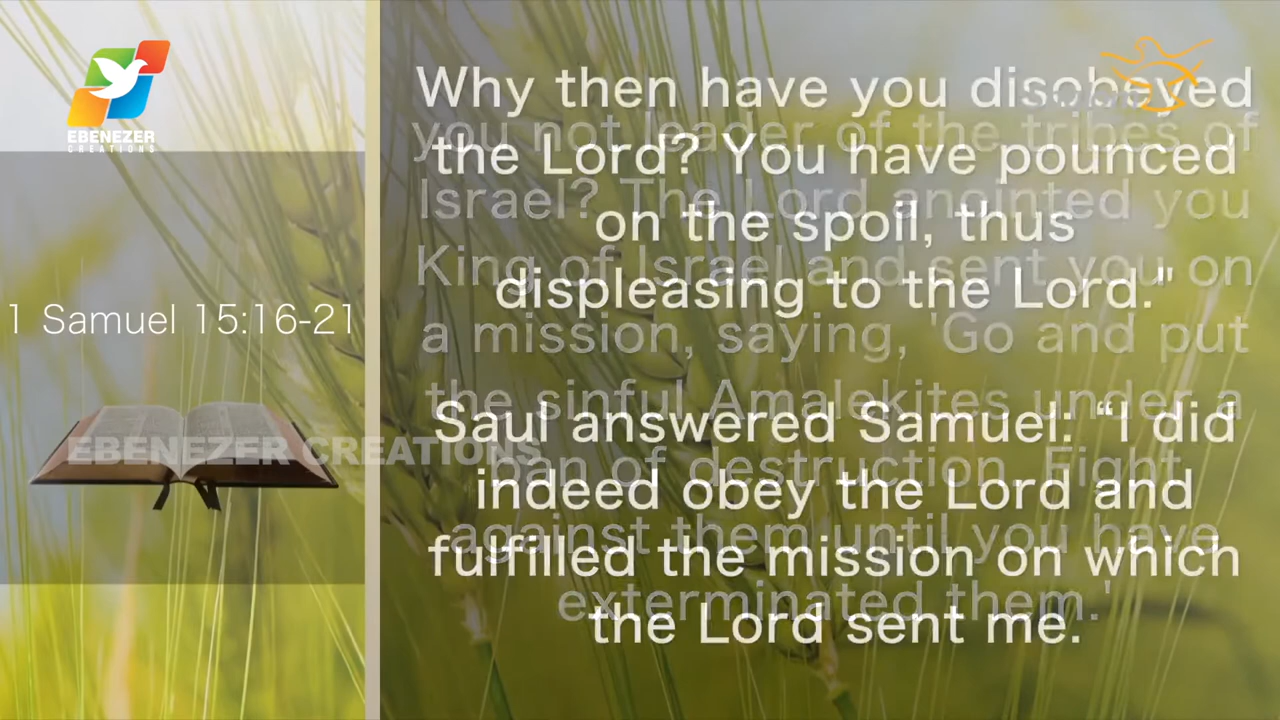 EBENEZER
CREATIONS
1 Samuel 15:16-21
EBENEZER CREATIONS
Why then have you disobeyed
the Lord? You have pounced
on the spoil, thus
displeasing to the Lord."
Saul answered Samuel: “I did
indeed obey the Lord and
fulfilled the mission on which
the Lord sent me.
you not leader of the tribes of
Israel? The Lord anointed you
King of Israel and sent you on
a mission, saying, 'Go and put
the sinful Amalekites under a
ban of destruction. Fight
against them until you have
exterminated them.'